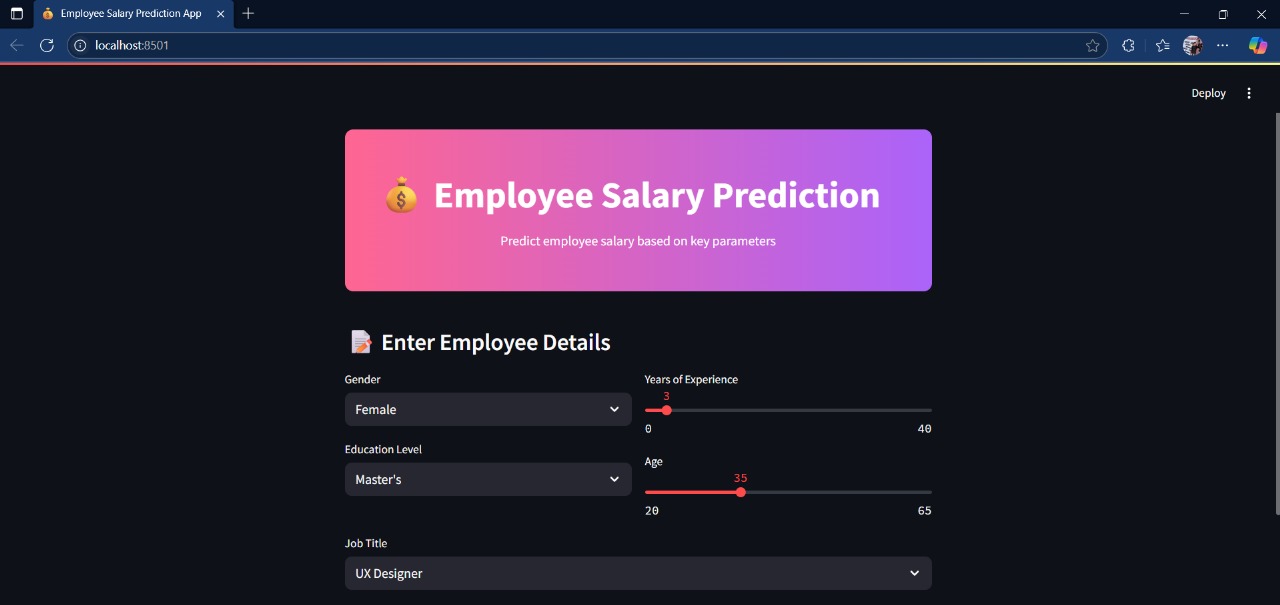 Employee Salary Prediction App
localhost:8501
Deploy
Employee Salary Prediction
Predict employee salary based on key parameters
Enter Employee Details
Gender
Female
Years of Experience
3
0 40
Education Level
Master's
Age
35
20 65
Job Title
UX Designer